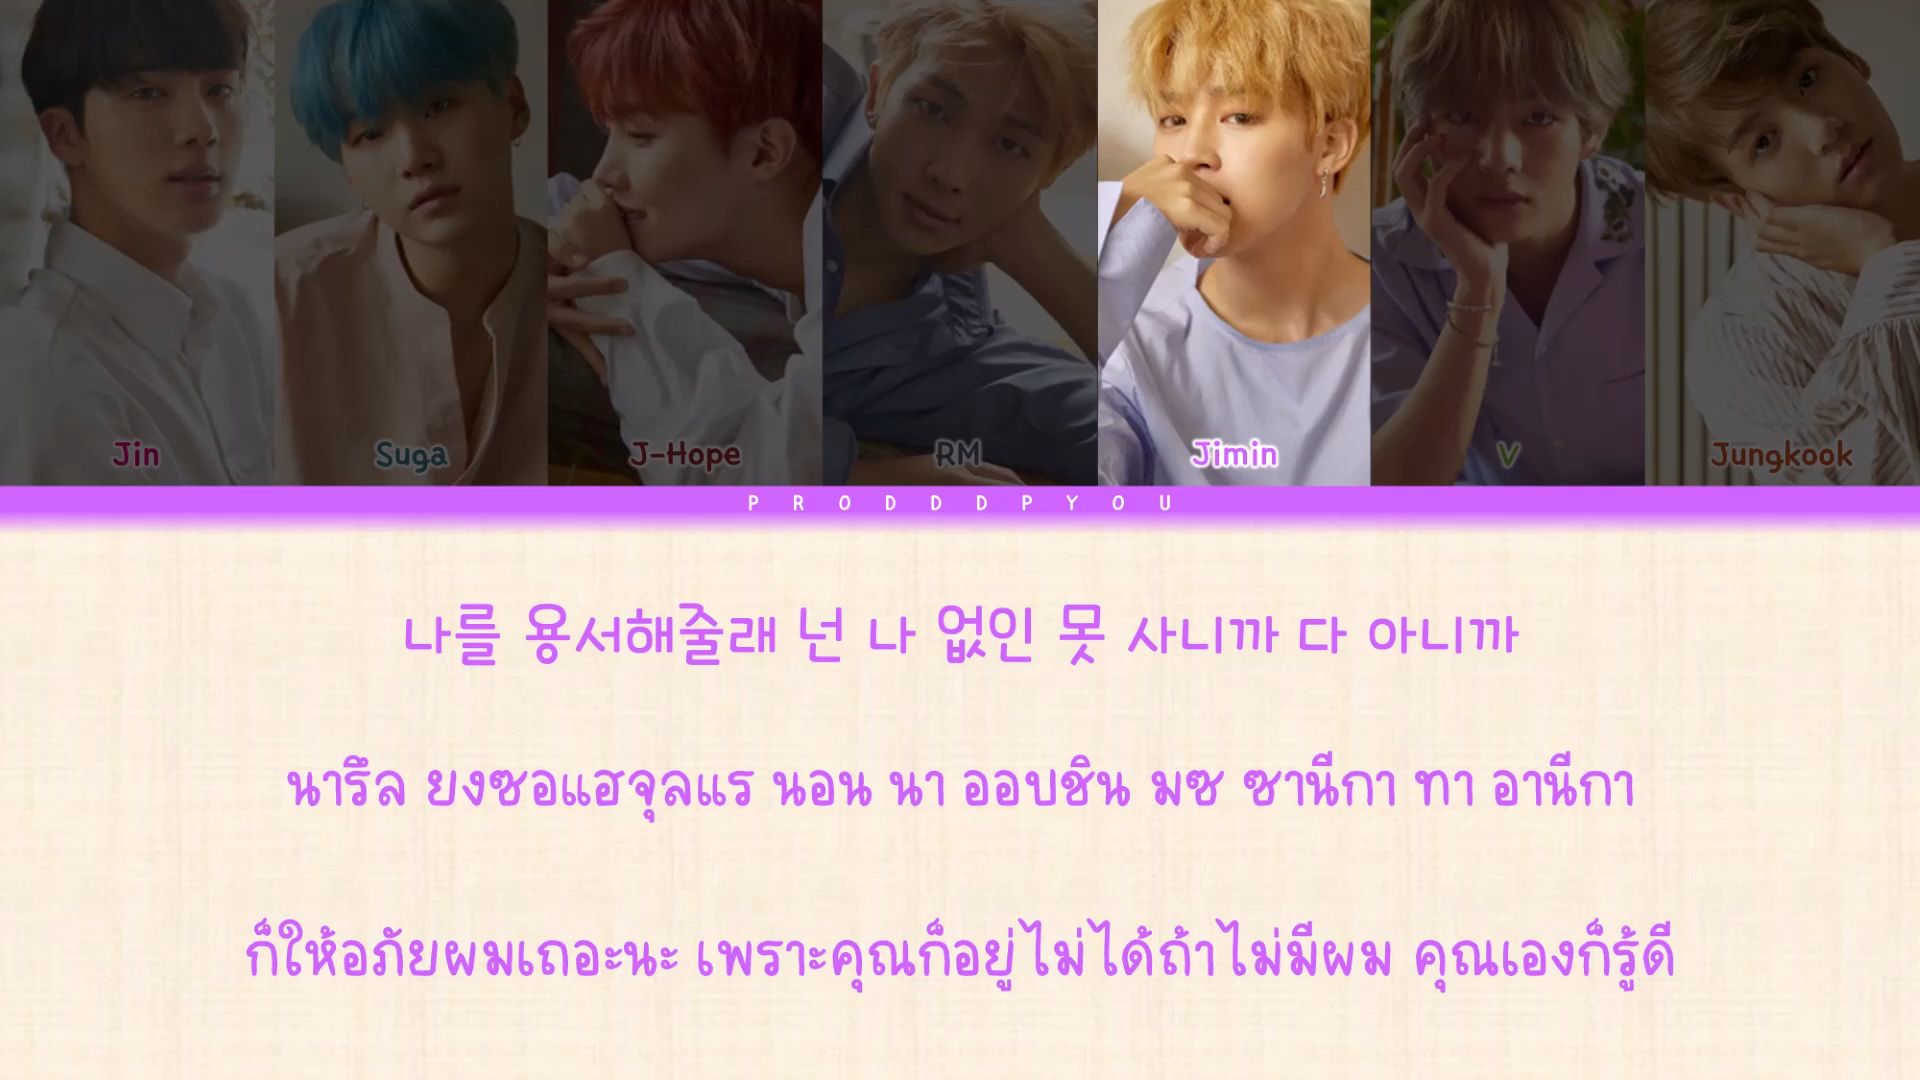 Jin Suga J-Hope RM Jimin V Jungkook
PRODDDPYOU
나를 용서해줄래 넌 나 없인 못 사니까 다 아니까
นารึล ยงซอแฮจุลแร นอน นา ออบชิน มซ ซานีกา ทา อานีกา
ก็ให้อภัยผมเถอะนะ เพราะคุณก็อยู่ไม่ได้ถ้าไม่มีผม คุณเองก็รู้ดี